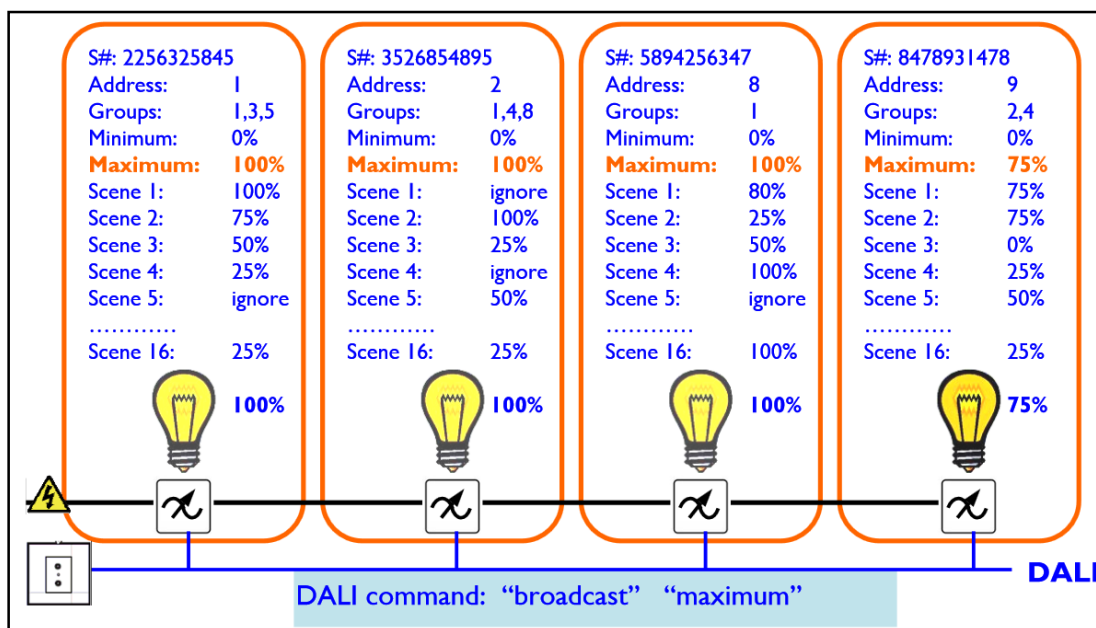 S#: 2256325845
Address: 1
Groups: 1,3,5
Minimum: 0%
Maximum: 100%
Scene 1: 100%
Scene 2: 75%
Scene 3: 50%
Scene 4: 25%
Scene 5: ignore
............
Scene 16: 25%
100%
S#: 3526854895
Address: 2
Groups: 1,4,8
Minimum: 0%
Maximum: 100%
Scene 1: ignore
Scene 2: 100%
Scene 3: 25%
Scene 4: ignore
Scene 5: 50%
............
Scene 16: 25%
100%
S#: 5894256347
Address: 8
Groups: 1
Minimum: 0%
Maximum: 100%
Scene 1: 80%
Scene 2: 25%
Scene 3: 50%
Scene 4: 100%
Scene 5: ignore
............
Scene 16: 100%
100%
S#: 8478931478
Address: 9
Groups: 2,4
Minimum: 0%
Maximum: 75%
Scene 1: 75%
Scene 2: 75%
Scene 3: 0%
Scene 4: 25%
Scene 5: 50%
............
Scene 16: 25%
75%
DALI
DALI command: “broadcast” “maximum”